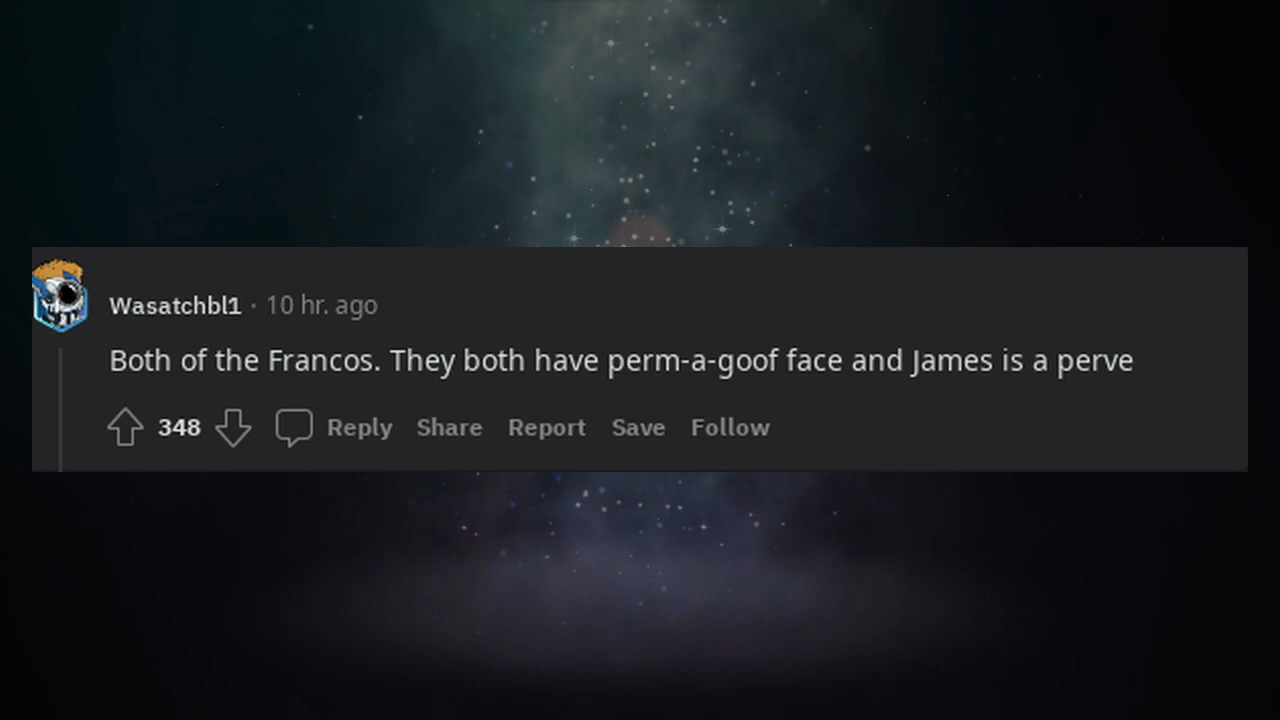 Wasatchbl1 · 10 hr. ago
Both of the Francos. They both have perm-a-goof face and James is a perve
348 Reply Share Report Save Follow